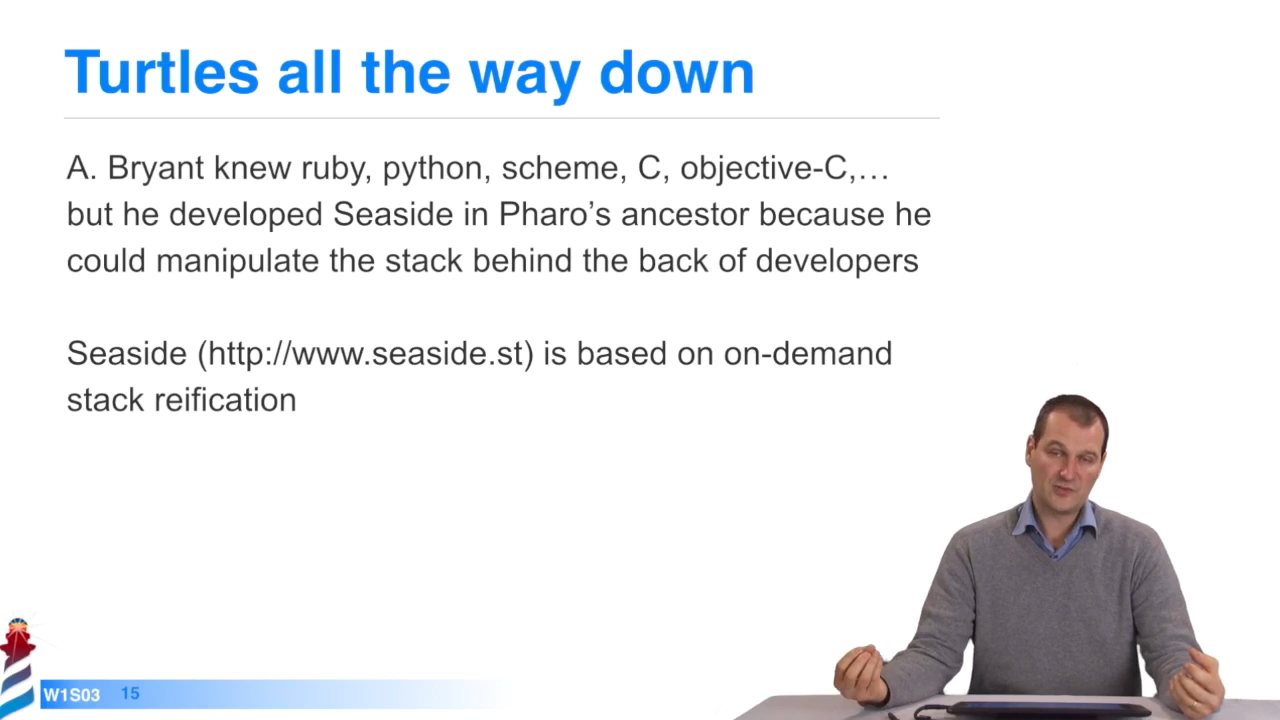 Turtles all the way down
A. Bryant knew ruby, python, scheme, C, objective-C,…
but he developed Seaside in Pharo’s ancestor because he
could manipulate the stack behind the back of developers
Seaside (http://www.seaside.st) is based on on-demand
stack reification
W1S03 15